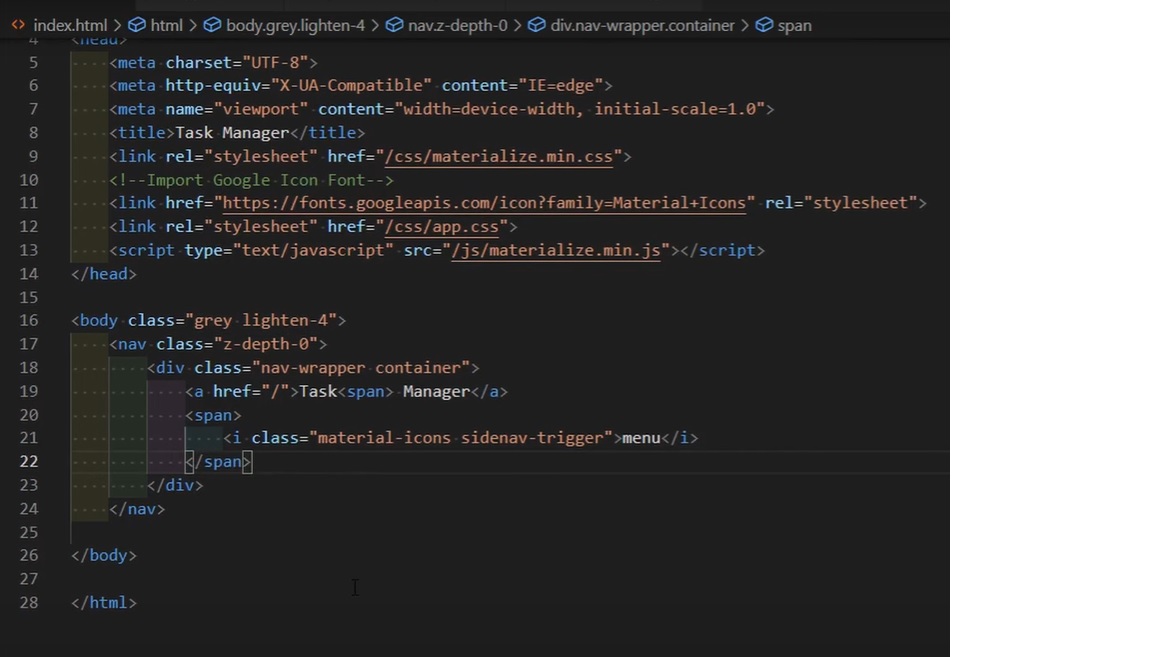 index.html > html > body.grey.lighten-4 > nav.z-depth-0 > div.nav-wrapper.container > span
4 <head>
5 <meta charset="UTF-8">
6 <meta http-equiv="X-UA-Compatible" content="IE=edge">
7 <meta name="viewport" content="width=device-width, initial-scale=1.0">
8 <title>Task Manager</title>
9 <link rel="stylesheet" href="/css/materialize.min.css">
10 <!--Import Google Icon Font-->
11 <link href="https://fonts.googleapis.com/icon?family=Material+Icons" rel="stylesheet">
12 <link rel="stylesheet" href="/css/app.css">
13 <script type="text/javascript" src="/js/materialize.min.js"></script>
14 </head>
15
16 <body class="grey lighten-4">
17 <nav class="z-depth-0">
18 <div class="nav-wrapper container">
19 <a href="/">Task<span> Manager</a>
20 <span>
21 <i class="material-icons sidenav-trigger">menu</i>
22 </span>
23 </div>
24 </nav>
25
26 </body>
27
28 </html>